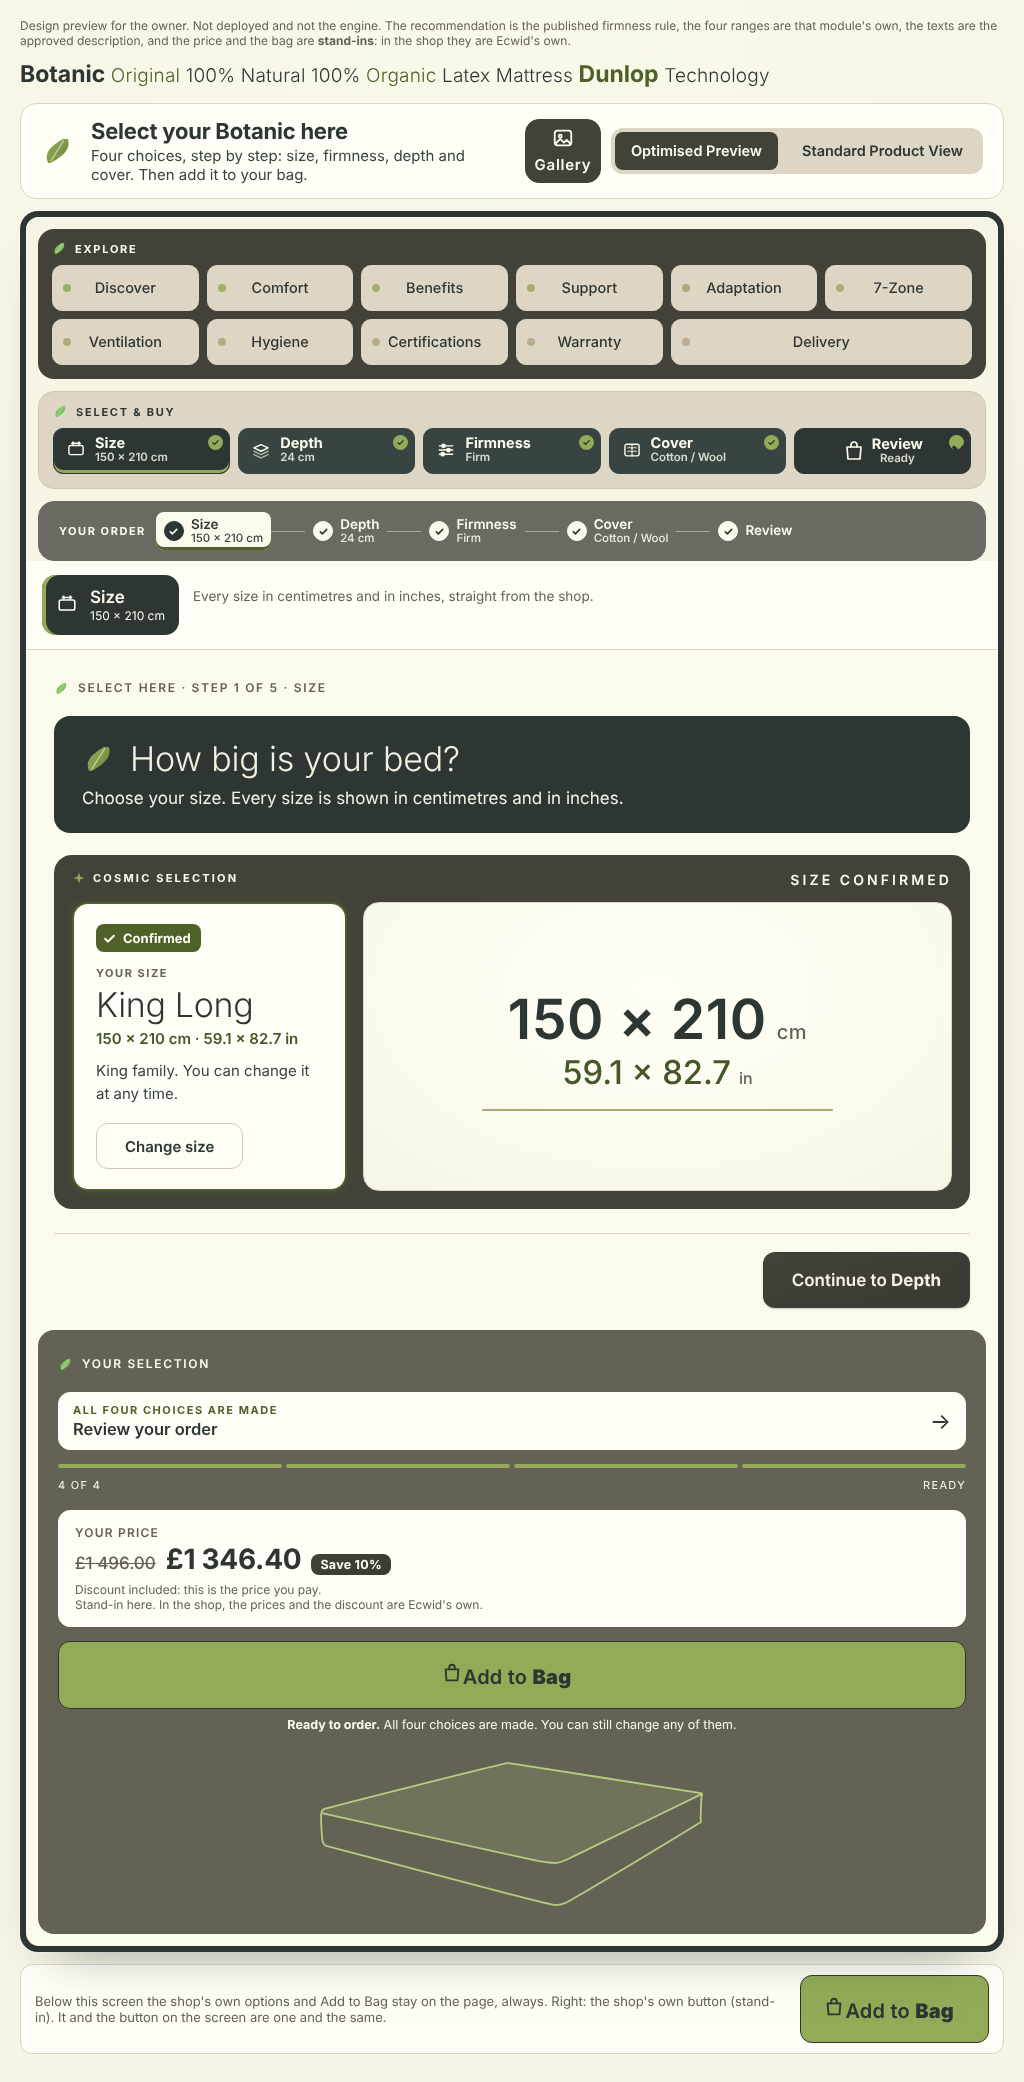 Design preview for the owner. Not deployed and not the engine. The recommendation is the published firmness rule, the four ranges are that module's own, the texts are the
approved description, and the price and the bag are stand-ins: in the shop they are Ecwid's own.
Botanic Original 100% Natural 100% Organic Latex Mattress Dunlop Technology
Select your Botanic here
Four choices, step by step: size, firmness, depth and
cover. Then add it to your bag.
Gallery
Optimised Preview
Standard Product View
EXPLORE
Discover
Comfort
Benefits
Support
Adaptation
7-Zone
Ventilation
Hygiene
Certifications
Warranty
Delivery
SELECT & BUY
Size
150 × 210 cm
Depth
24 cm
Firmness
Firm
Cover
Cotton / Wool
Review
Ready
YOUR ORDER
Size
150 × 210 cm
Depth
24 cm
Firmness
Firm
Cover
Cotton / Wool
Review
Size
150 × 210 cm
Every size in centimetres and in inches, straight from the shop.
SELECT HERE · STEP 1 OF 5 · SIZE
How big is your bed?
Choose your size. Every size is shown in centimetres and in inches.
COSMIC SELECTION
SIZE CONFIRMED
Confirmed
YOUR SIZE
King Long
150 × 210 cm · 59.1 × 82.7 in
King family. You can change it
at any time.
Change size
150 × 210 cm
59.1 × 82.7 in
Continue to Depth
YOUR SELECTION
ALL FOUR CHOICES ARE MADE
Review your order
4 OF 4
READY
YOUR PRICE
£1 496.00 £1 346.40 Save 10%
Discount included: this is the price you pay.
Stand-in here. In the shop, the prices and the discount are Ecwid's own.
Add to Bag
Ready to order. All four choices are made. You can still change any of them.
Below this screen the shop's own options and Add to Bag stay on the page, always. Right: the shop's own button (stand-
in). It and the button on the screen are one and the same.
Add to Bag